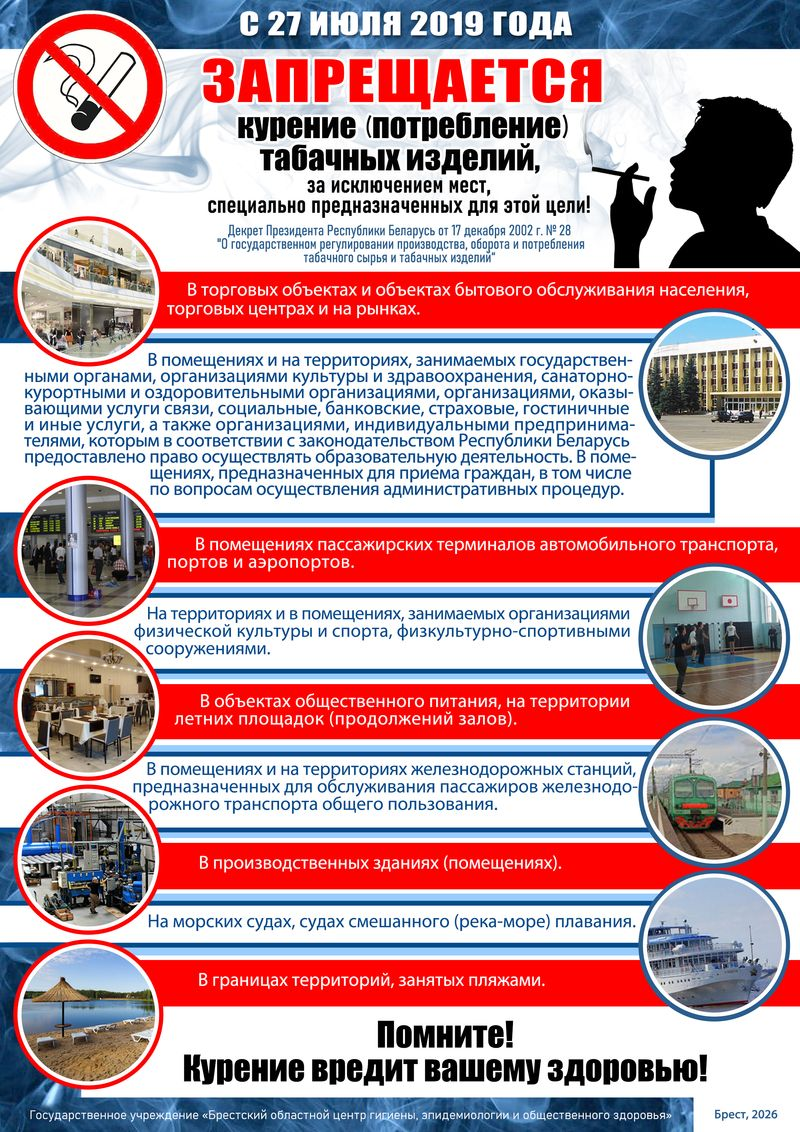 С 27 ИЮЛЯ 2019 ГОДА
ЗАПРЕЩАЕТСЯ
курение (потребление)
табачных изделий,
за исключением мест,
специально предназначенных для этой цели!
Декрет Президента Республики Беларусь от 17 декабря 2002 г. № 28
"О государственном регулировании производства, оборота и потребления
табачного сырья и табачных изделий"
В торговых объектах и объектах бытового обслуживания населения,
торговых центрах и на рынках.
В помещениях и на территориях, занимаемых государствен-
ными органами, организациями культуры и здравоохранения, санаторно-
курортными и оздоровительными организациями, организациями, оказы-
вающими услуги связи, социальные, банковские, страховые, гостиничные
и иные услуги, а также организациями, индивидуальными предпринима-
телями, которым в соответствии с законодательством Республики Беларусь
предоставлено право осуществлять образовательную деятельность. В поме-
щениях, предназначенных для приема граждан, в том числе
по вопросам осуществления административных процедур.
В помещениях пассажирских терминалов автомобильного транспорта,
портов и аэропортов.
На территориях и в помещениях, занимаемых организациями
физической культуры и спорта, физкультурно-спортивными
сооружениями.
В объектах общественного питания, на территории
летних площадок (продолжений залов).
В помещениях и на территориях железнодорожных станций,
предназначенных для обслуживания пассажиров железнодо-
рожного транспорта общего пользования.
В производственных зданиях (помещениях).
На морских судах, судах смешанного (река-море) плавания.
В границах территорий, занятых пляжами.
Помните!
Курение вредит вашему здоровью!
Государственное учреждение «Брестский областной центр гигиены, эпидемиологии и общественного здоровья»
Брест, 2026